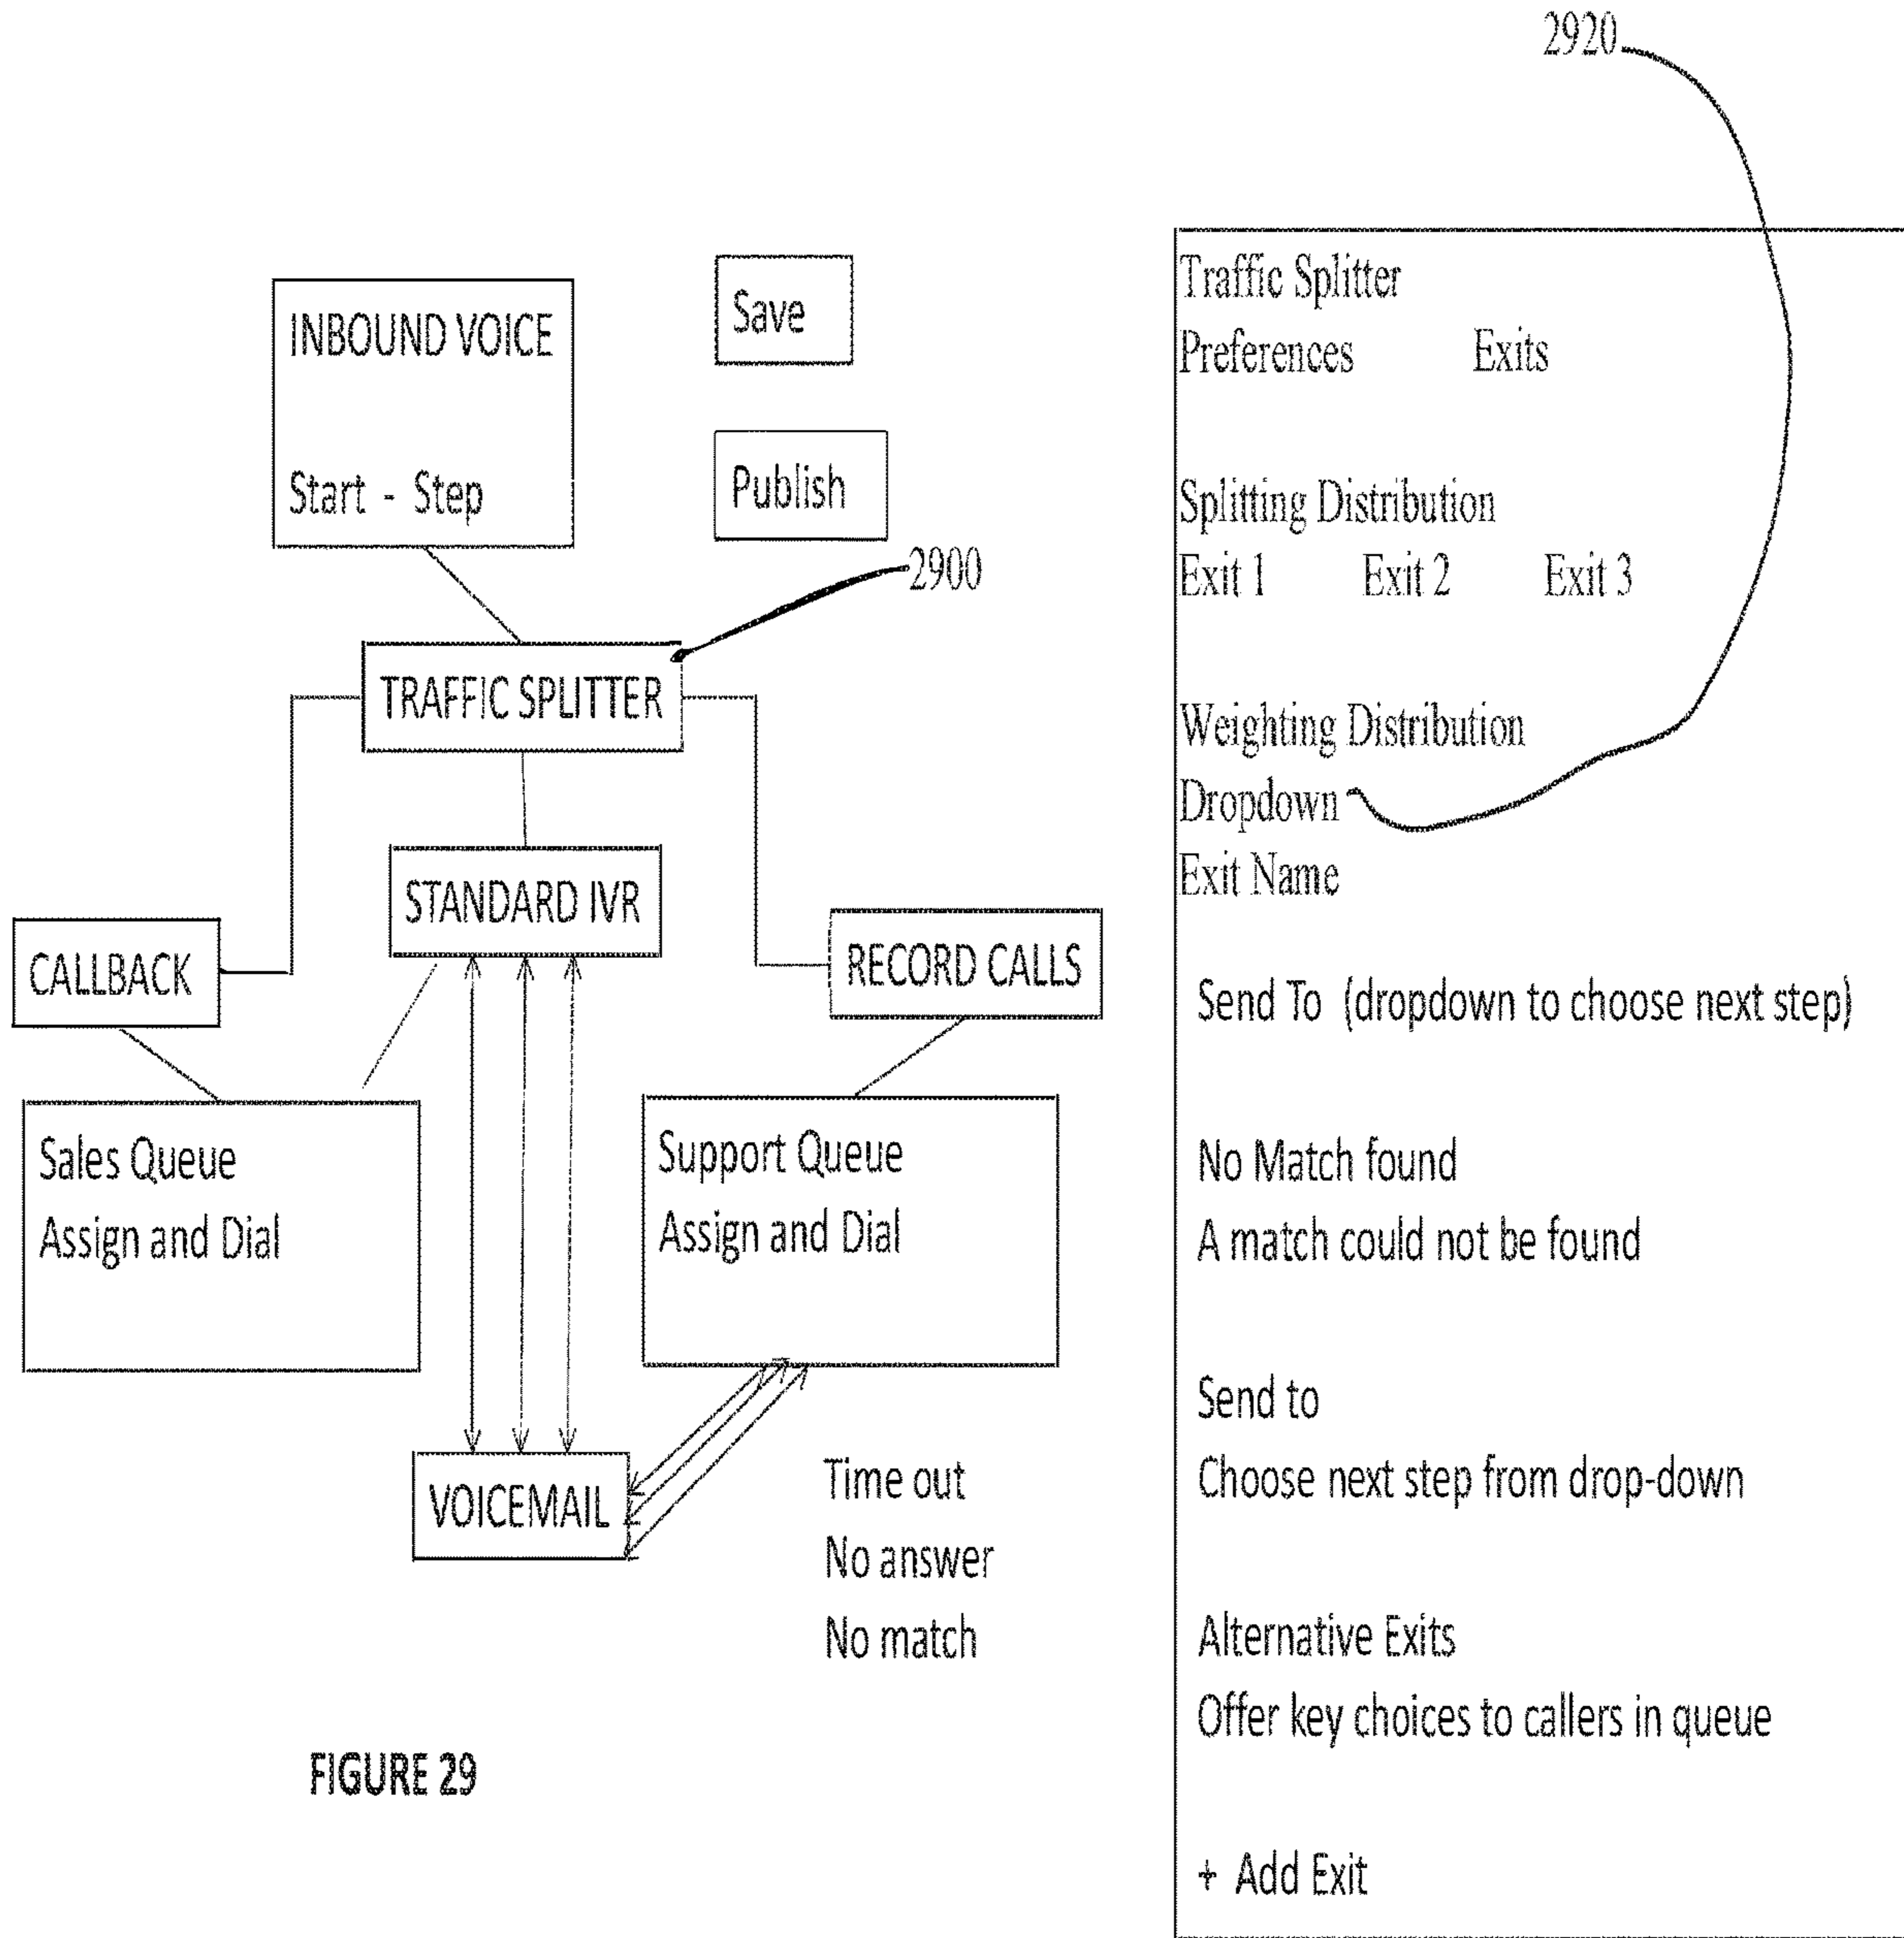 2920
INBOUND VOICE
Start - Step
Save
Publish
2900
TRAFFIC SPLITTER
STANDARD IVR
CALLBACK
RECORD CALLS
Sales Queue
Assign and Dial
Support Queue
Assign and Dial
VOICEMAIL
Time out
No answer
No match
FIGURE 29
Traffic Splitter
Preferences Exits
Splitting Distribution
Exit 1 Exit 2 Exit 3
Weighting Distribution
Dropdown
Exit Name
Send To (dropdown to choose next step)
No Match found
A match could not be found
Send to
Choose next step from drop-down
Alternative Exits
Offer key choices to callers in queue
+ Add Exit